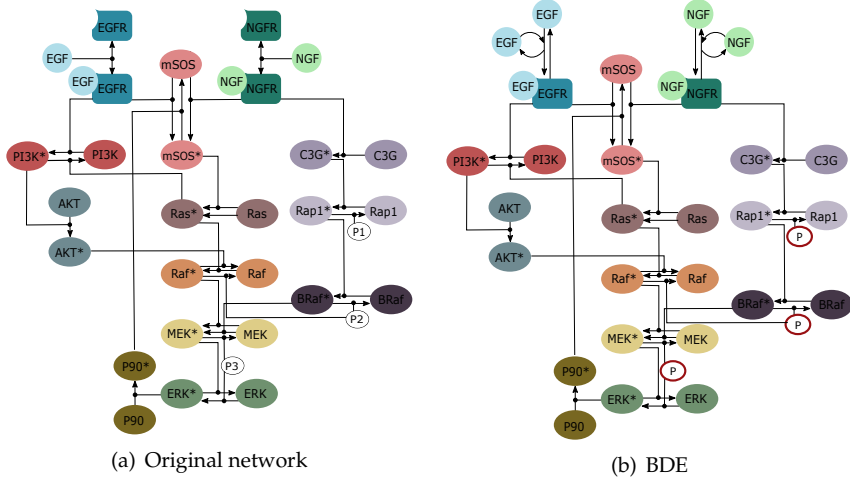 EGFR
NGFR
EGF
NGF
EGF
EGFR
mSOS
NGF
NGFR
PI3K*
PI3K
mSOS*
C3G*
C3G
AKT
Ras*
Ras
Rap1*
Rap1
P1
AKT*
Raf*
Raf
BRaf*
BRaf
P2
MEK*
MEK
P3
P90*
ERK*
ERK
P90
(a) Original network
EGF
EGF
NGF
NGF
mSOS
EGF
EGFR
NGF
NGFR
PI3K*
PI3K
mSOS*
C3G*
C3G
AKT
Ras*
Ras
Rap1*
Rap1
P
AKT*
Raf*
Raf
BRaf*
BRaf
P
MEK*
MEK
P
P90*
ERK*
ERK
P90
(b) BDE